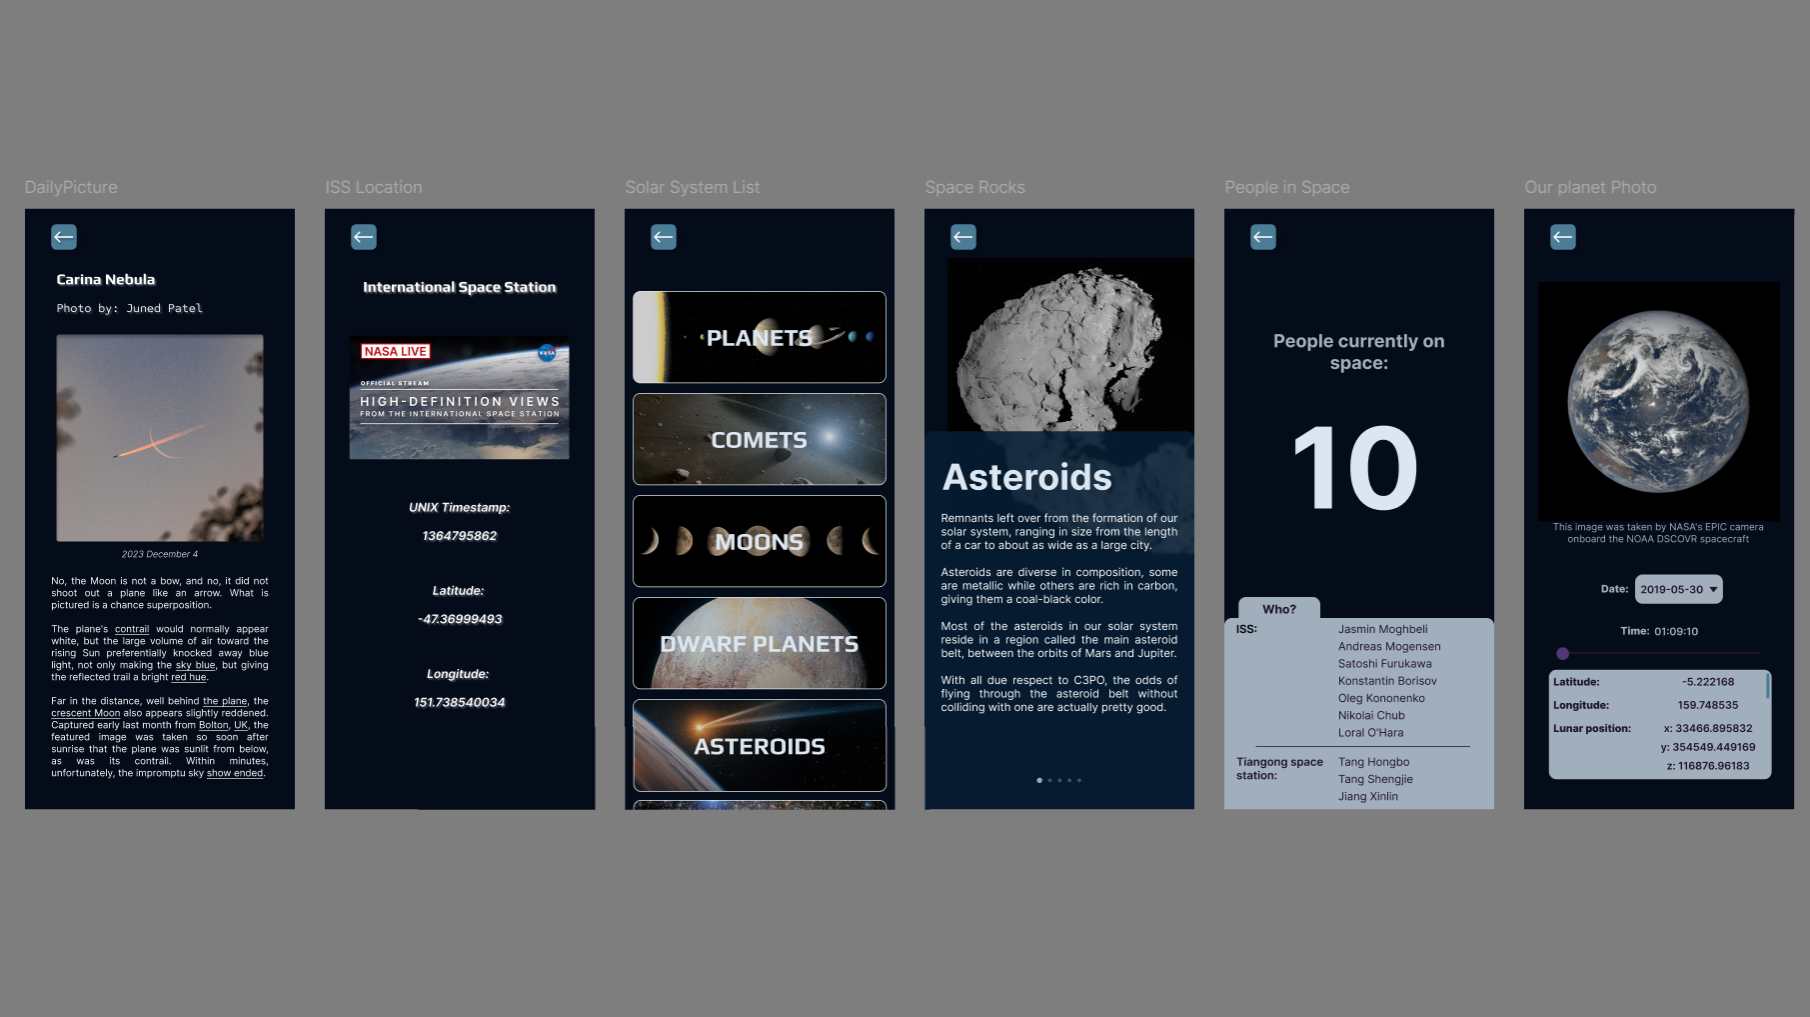 DailyPicture
Carina Nebula
Photo by: Juned Patel
2023 December 4
No, the Moon is not a bow, and no, it did not
shoot out a plane like an arrow. What is
pictured is a chance superposition.
The plane's contrail would normally appear
white, but the large volume of air toward the
rising Sun preferentially knocked away blue
light, not only making the sky blue, but giving
the reflected trail a bright red hue.
Far in the distance, well behind the plane, the
crescent Moon also appears slightly reddened.
Captured early last month from Bolton, UK, the
featured image was taken so soon after
sunrise that the plane was sunlit from below,
as was its contrail. Within minutes,
unfortunately, the impromptu sky show ended.
ISS Location
International Space Station
NASA LIVE
NASA
OFFICIAL STREAM
HIGH-DEFINITION VIEWS
FROM THE INTERNATIONAL SPACE STATION
UNIX Timestamp:
1364795862
Latitude:
-47.36999493
Longitude:
151.738540034
Solar System List
PLANETS
COMETS
MOONS
DWARF PLANETS
ASTEROIDS
Space Rocks
Asteroids
Remnants left over from the formation of our
solar system, ranging in size from the length
of a car to about as wide as a large city.
Asteroids are diverse in composition, some
are metallic while others are rich in carbon,
giving them a coal-black color.
Most of the asteroids in our solar system
reside in a region called the main asteroid
belt, between the orbits of Mars and Jupiter.
With all due respect to C3PO, the odds of
flying through the asteroid belt without
colliding with one are actually pretty good.
People in Space
People currently on
space:
10
Who?
ISS:
Jasmin Moghbeli
Andreas Mogensen
Satoshi Furukawa
Konstantin Borisov
Oleg Kononenko
Nikolai Chub
Loral O'Hara
Tiangong space
station:
Tang Hongbo
Tang Shengjie
Jiang Xinlin
Our planet Photo
This image was taken by NASA's EPIC camera
onboard the NOAA DSCOVR spacecraft
Date: 2019-05-30
Time: 01:09:10
Latitude: -5.222168
Longitude: 159.748535
Lunar position: x: 33466.895832
y: 354549.449169
z: 116876.96183